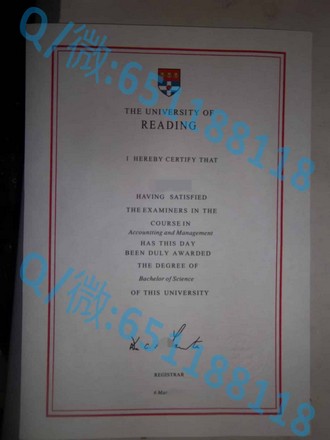 Q/微:651188118
THE UNIVERSITY OF
READING
I HEREBY CERTIFY THAT
HAVING SATISFIED
THE EXAMINERS IN THE
COURSE IN
Accounting and Management
HAS THIS DAY
BEEN DULY AWARDED
THE DEGREE OF
Bachelor of Science
OF THIS UNIVERSITY
Q/微:651188118
REGISTRAR